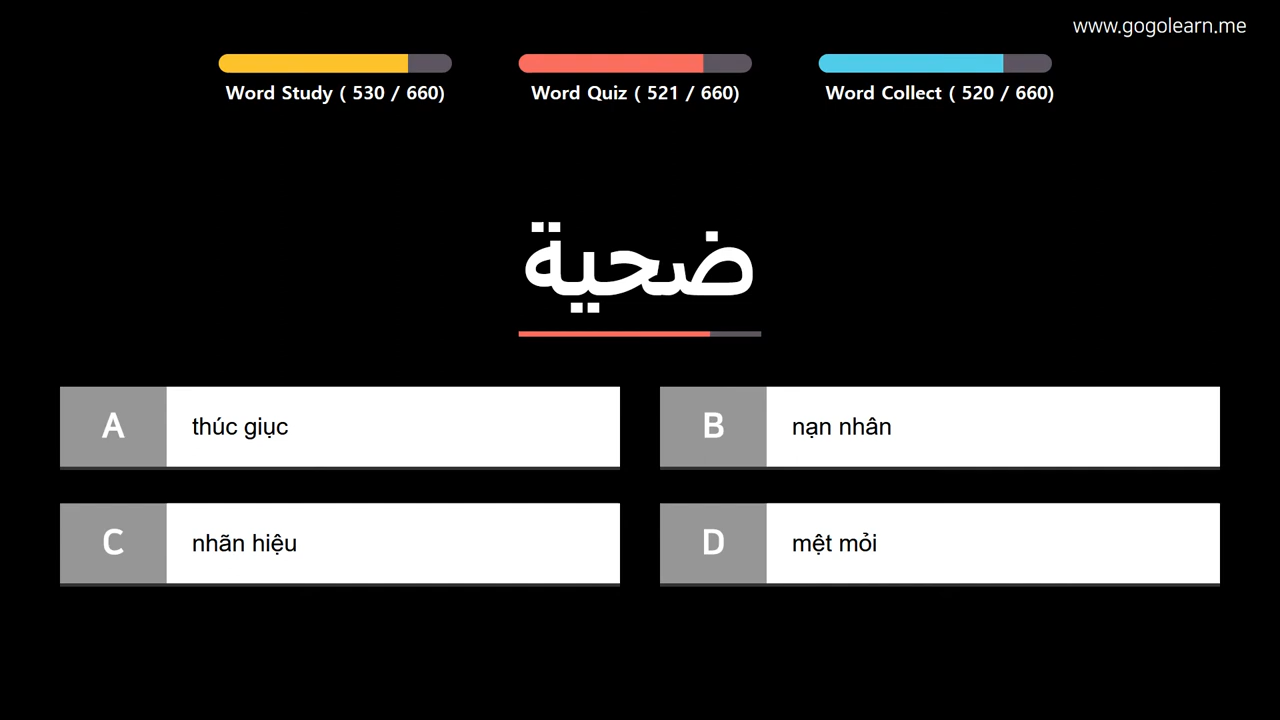 www.gogolearn.me
Word Study ( 530 / 660)
Word Quiz ( 521 / 660)
Word Collect ( 520 / 660)
ضحية
A thúc giục
B nạn nhân
C nhãn hiệu
D mệt mỏi